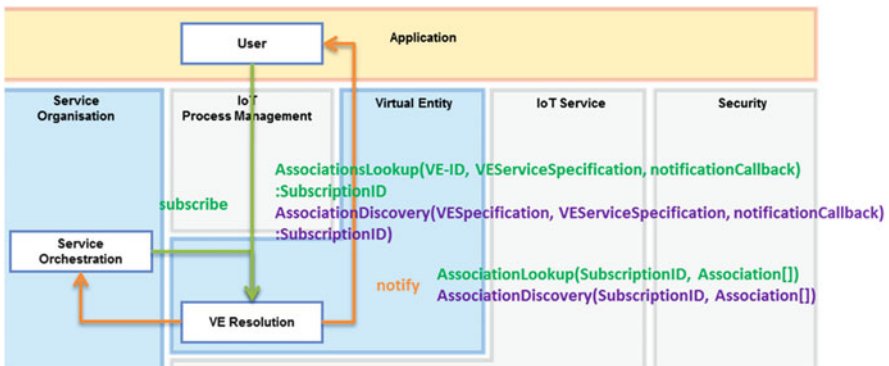 User
Application
Service
Organisation
IoT
Process Management
Virtual Entity
IoT Service
Security
AssociationsLookup(VE-ID, VEServiceSpecification, notificationCallback)
:SubscriptionID
subscribe
AssociationDiscovery(VESpecification, VEServiceSpecification, notificationCallback)
:SubscriptionID)
Service
Orchestration
notify
AssociationLookup(SubscriptionID, Association[])
AssociationDiscovery(SubscriptionID, Association[])
VE Resolution